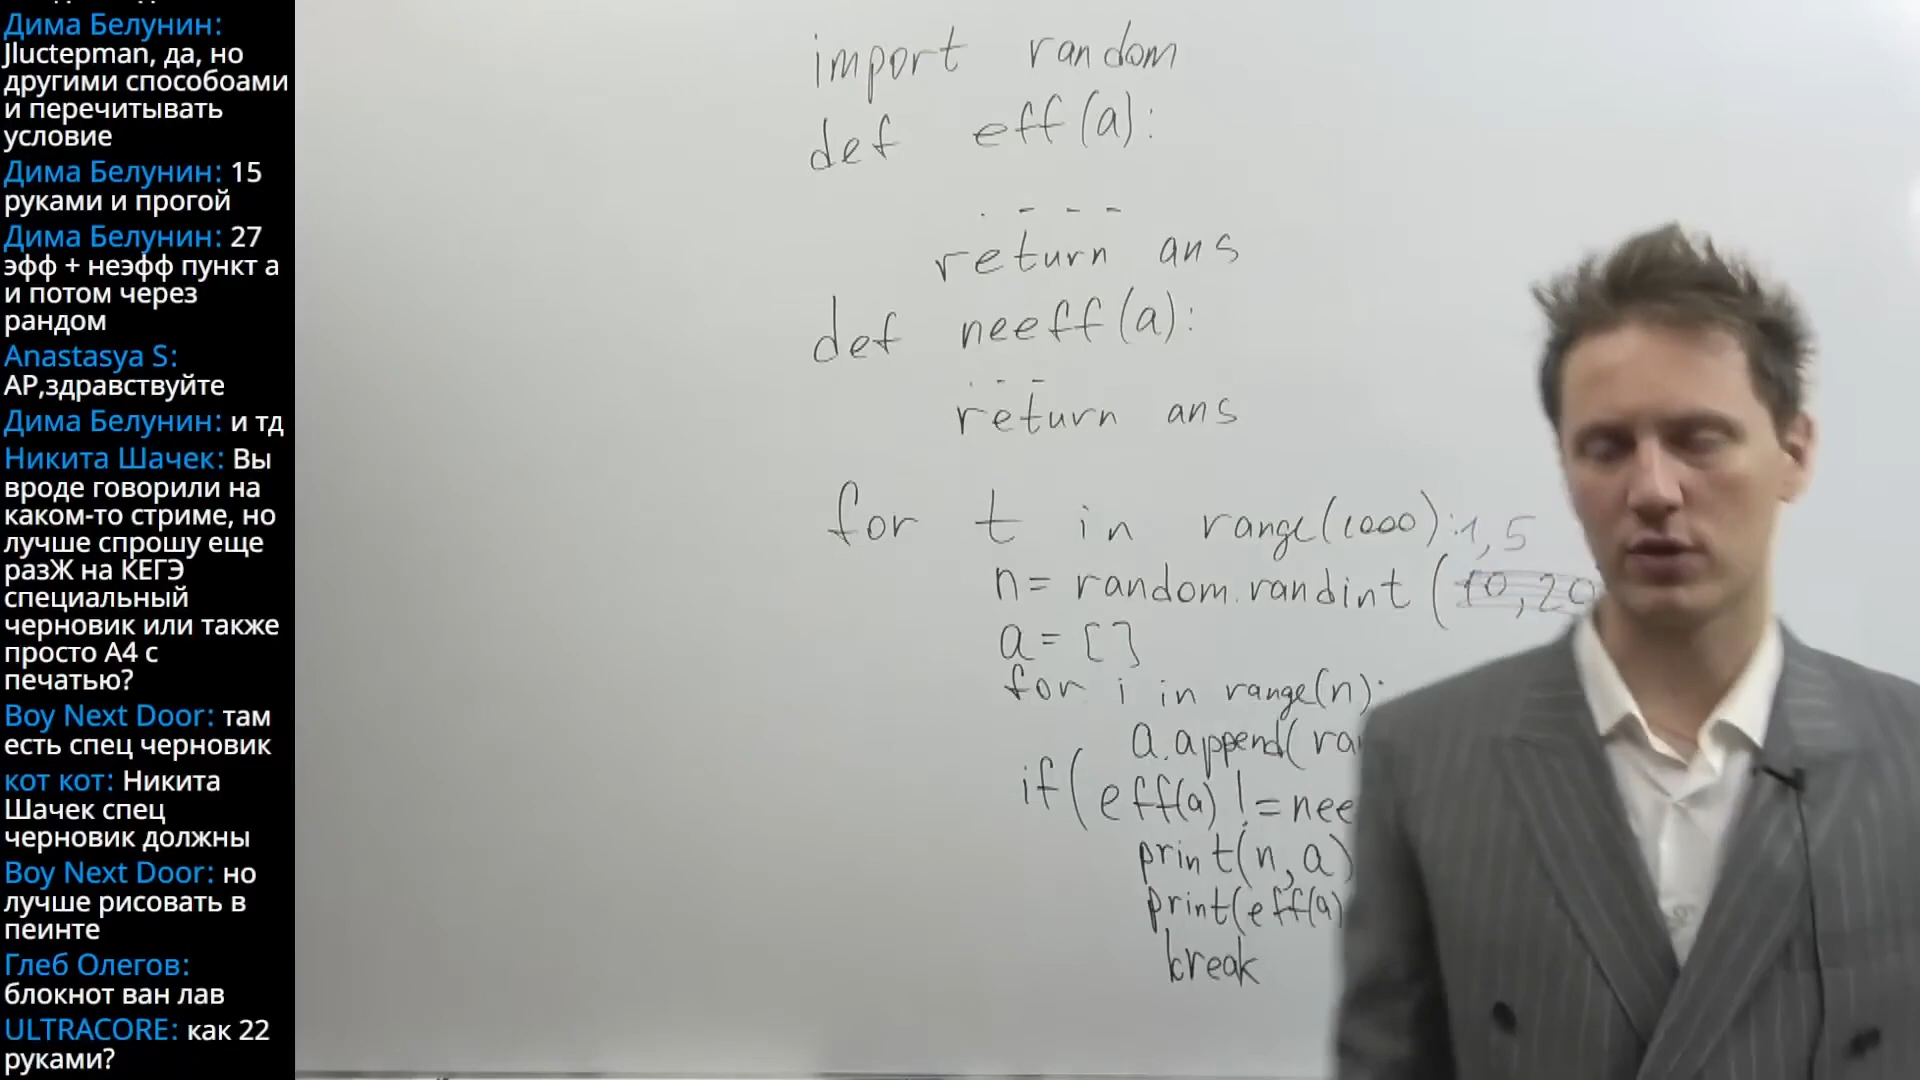 Дима Белунин:
Jluctepman, да, но
другими способоами
и перечитывать
условие
Дима Белунин: 15
руками и прогой
Дима Белунин: 27
эфф + неэфф пункт а
и потом через
рандом
Anastasya S:
АР,здравствуйте
Дима Белунин: и тд
Никита Шачек: Вы
вроде говорили на
каком-то стриме, но
лучше спрошу еще
разЖ на КЕГЭ
специальный
черновик или также
просто А4 с
печатью?
Boy Next Door: там
есть спец черновик
кот кот: Никита
Шачек спец
черновик должны
Boy Next Door: но
лучше рисовать в
пеинте
Глеб Олегов:
блокнот ван лав
ULTRACORE: как 22
руками?
import random
def eff(a):
. - - -
return ans
def neeff(a):
. - -
return ans
for t in range(1000):
1, 5
n = random.randint (10, 20
a = []
for i in range(n):
a.append(
if( eff(a) !=
print(n, a)
print(eff(a)
break